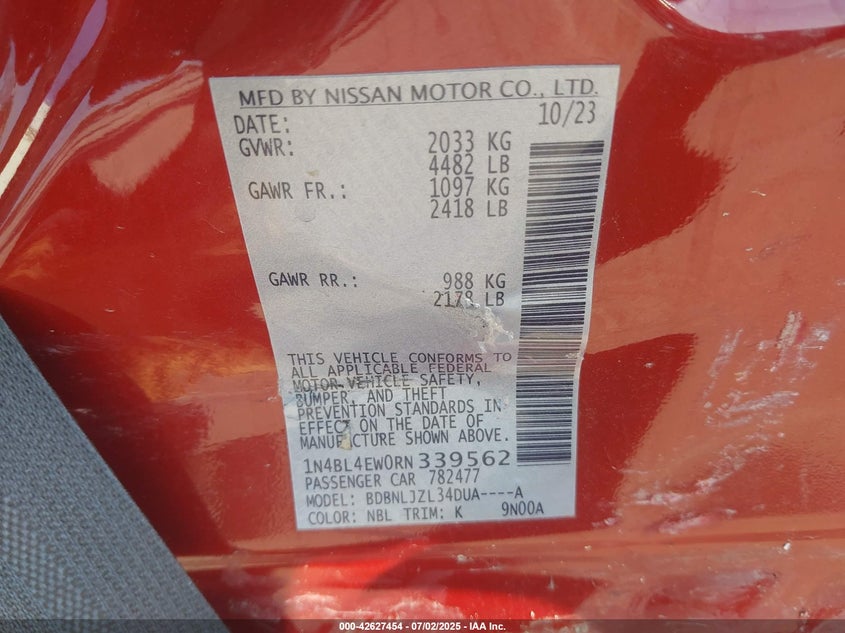 MFD BY NISSAN MOTOR CO., LTD.
DATE: 10/23
GVWR: 2033 KG
4482 LB
GAWR FR.: 1097 KG
2418 LB
GAWR RR.: 988 KG
2178 LB
THIS VEHICLE CONFORMS TO
ALL APPLICABLE FEDERAL
MOTOR VEHICLE SAFETY,
BUMPER, AND THEFT
PREVENTION STANDARDS IN
EFFECT ON THE DATE OF
MANUFACTURE SHOWN ABOVE.
1N4BL4EW0RN339562
PASSENGER CAR 782477
MODEL: BDBNLJZL34DUA----A
COLOR: NBL TRIM: K 9N00A
000-42627454 - 07/02/2025 - IAA Inc.